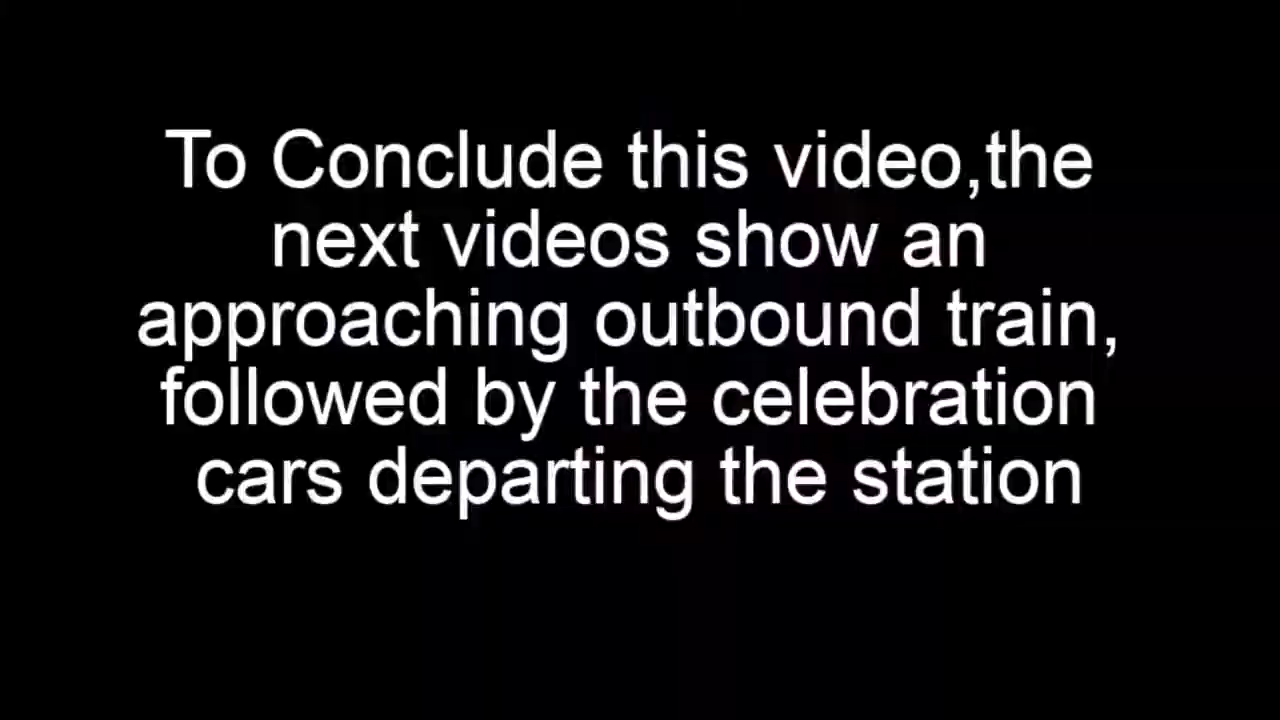 To Conclude this video,the
next videos show an
approaching outbound train,
followed by the celebration
cars departing the station